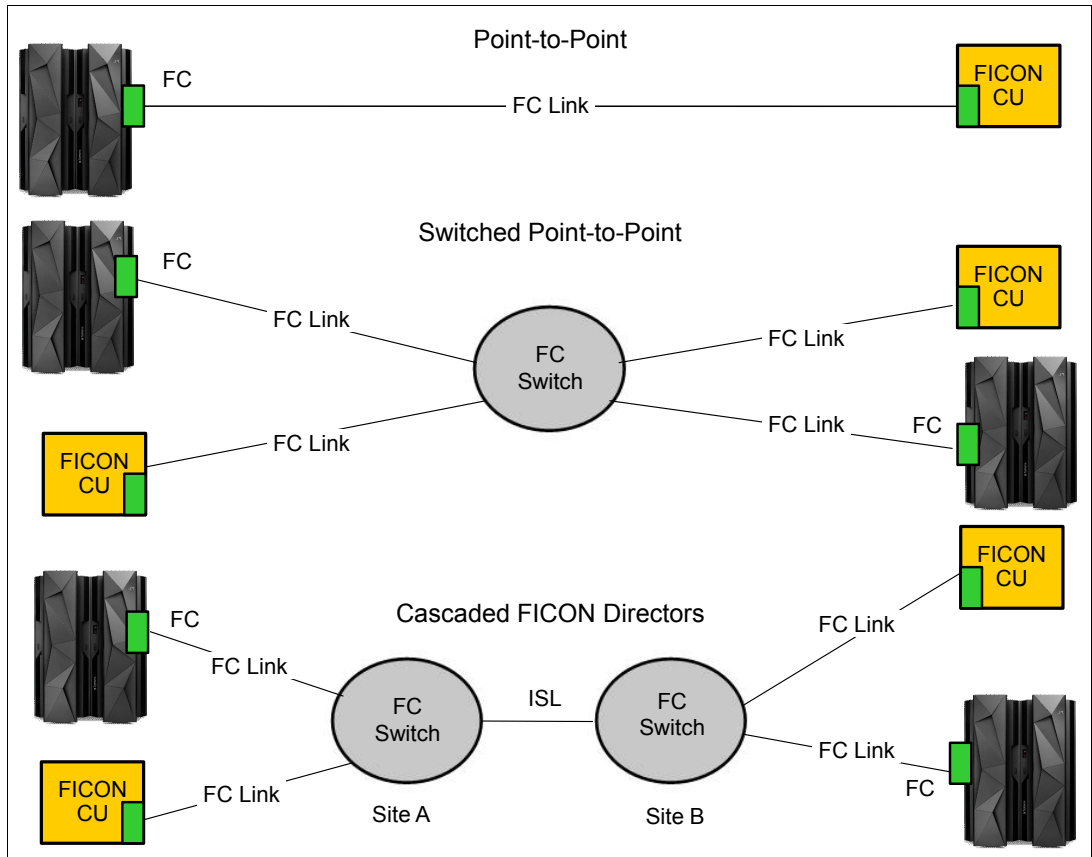 Point-to-Point
FC
FC Link
FICON
CU
Switched Point-to-Point
FC
FC Link
FC
Switch
FICON
CU
FC Link
FICON
CU
FC Link
FC Link
FC
Cascaded FICON Directors
FC
FC Link
FICON
CU
FC Link
FC
Switch
ISL
FC
Switch
FICON
CU
FC Link
FC Link
FC
Site A
Site B